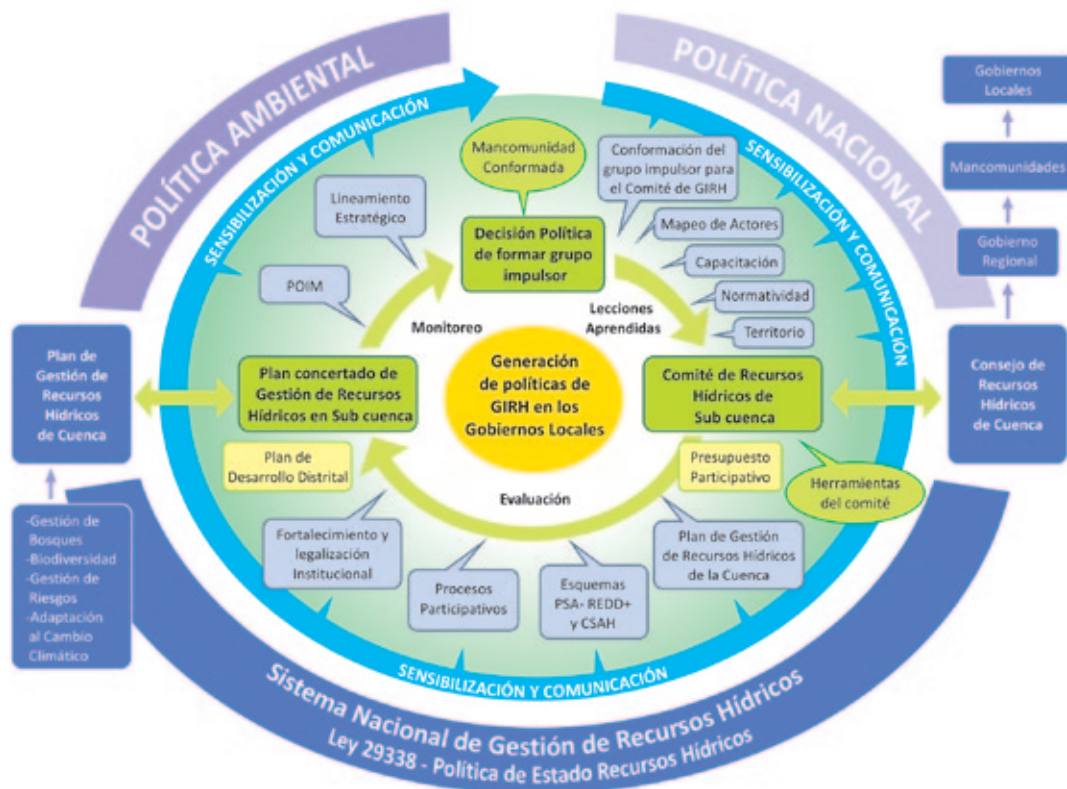 POLÍTICA AMBIENTAL
POLÍTICA NACIONAL
SENSIBILIZACIÓN Y COMUNICACIÓN
SENSIBILIZACIÓN Y COMUNICACIÓN
Gobiernos
Locales
Mancomunidades
Gobierno
Regional
Consejo de
Recursos
Hídricos
de Cuenca
Mancomunidad
Conformada
Conformación del
grupo impulsor para
el Comité de GIRH
Lineamiento
Estratégico
Decisión Política
de formar grupo
impulsor
Mapeo de Actores
Capacitación
Normatividad
Territorio
POIM
Monitoreo
Lecciones
Aprendidas
Plan de
Gestión de
Recursos
Hídricos
de Cuenca
Plan concertado de
Gestión de Recursos
Hídricos en Sub cuenca
Generación
de políticas de
GIRH en los
Gobiernos Locales
Comité de Recursos
Hídricos de
Sub cuenca
Plan de
Desarrollo Distrital
Evaluación
Presupuesto
Participativo
Herramientas
del comité
-Gestión de
Bosques
-Biodiversidad
-Gestión de
Riesgos
-Adaptación
al Cambio
Climático
Fortalecimiento y
legalización
Institucional
Procesos
Participativos
Esquemas
PSA- REDD+
y CSAH
Plan de Gestión
de Recursos Hídricos
de la Cuenca
SENSIBILIZACIÓN Y COMUNICACIÓN
Sistema Nacional de Gestión de Recursos Hídricos
Ley 29338 - Política de Estado Recursos Hídricos